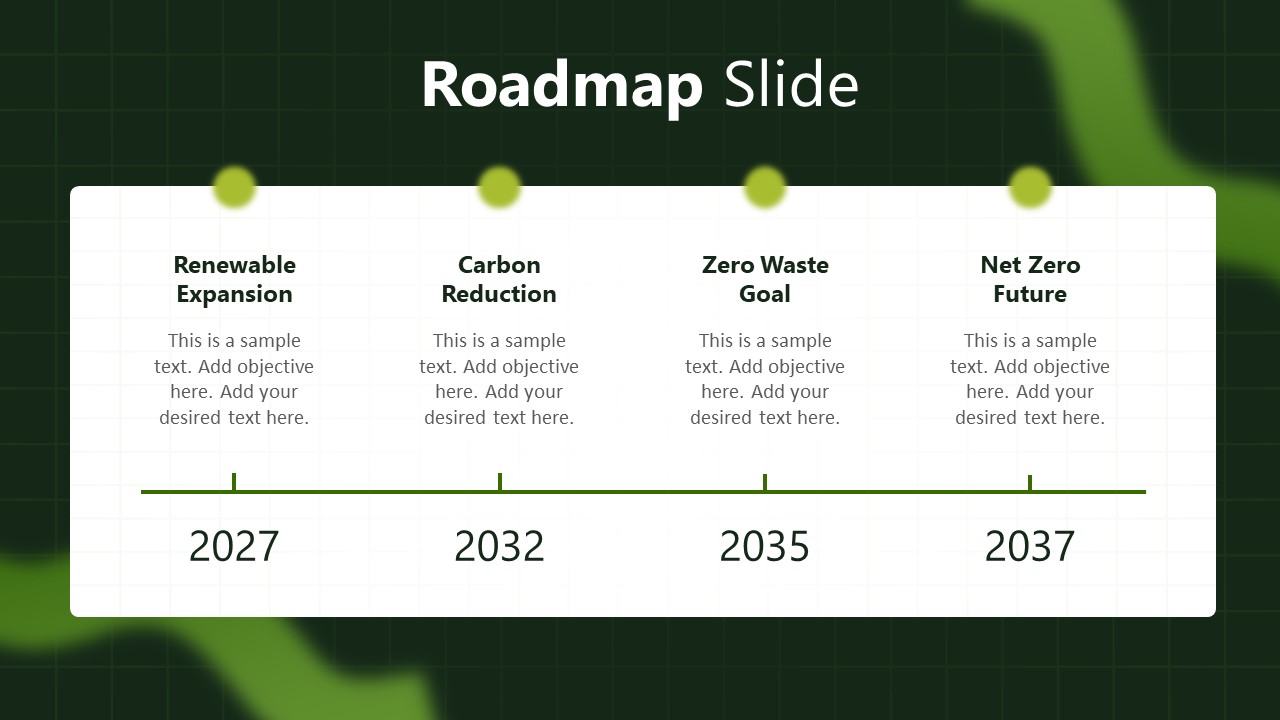 Roadmap Slide
Renewable
Expansion
This is a sample
text. Add objective
here. Add your
desired text here.
Carbon
Reduction
This is a sample
text. Add objective
here. Add your
desired text here.
Zero Waste
Goal
This is a sample
text. Add objective
here. Add your
desired text here.
Net Zero
Future
This is a sample
text. Add objective
here. Add your
desired text here.
2027
2032
2035
2037